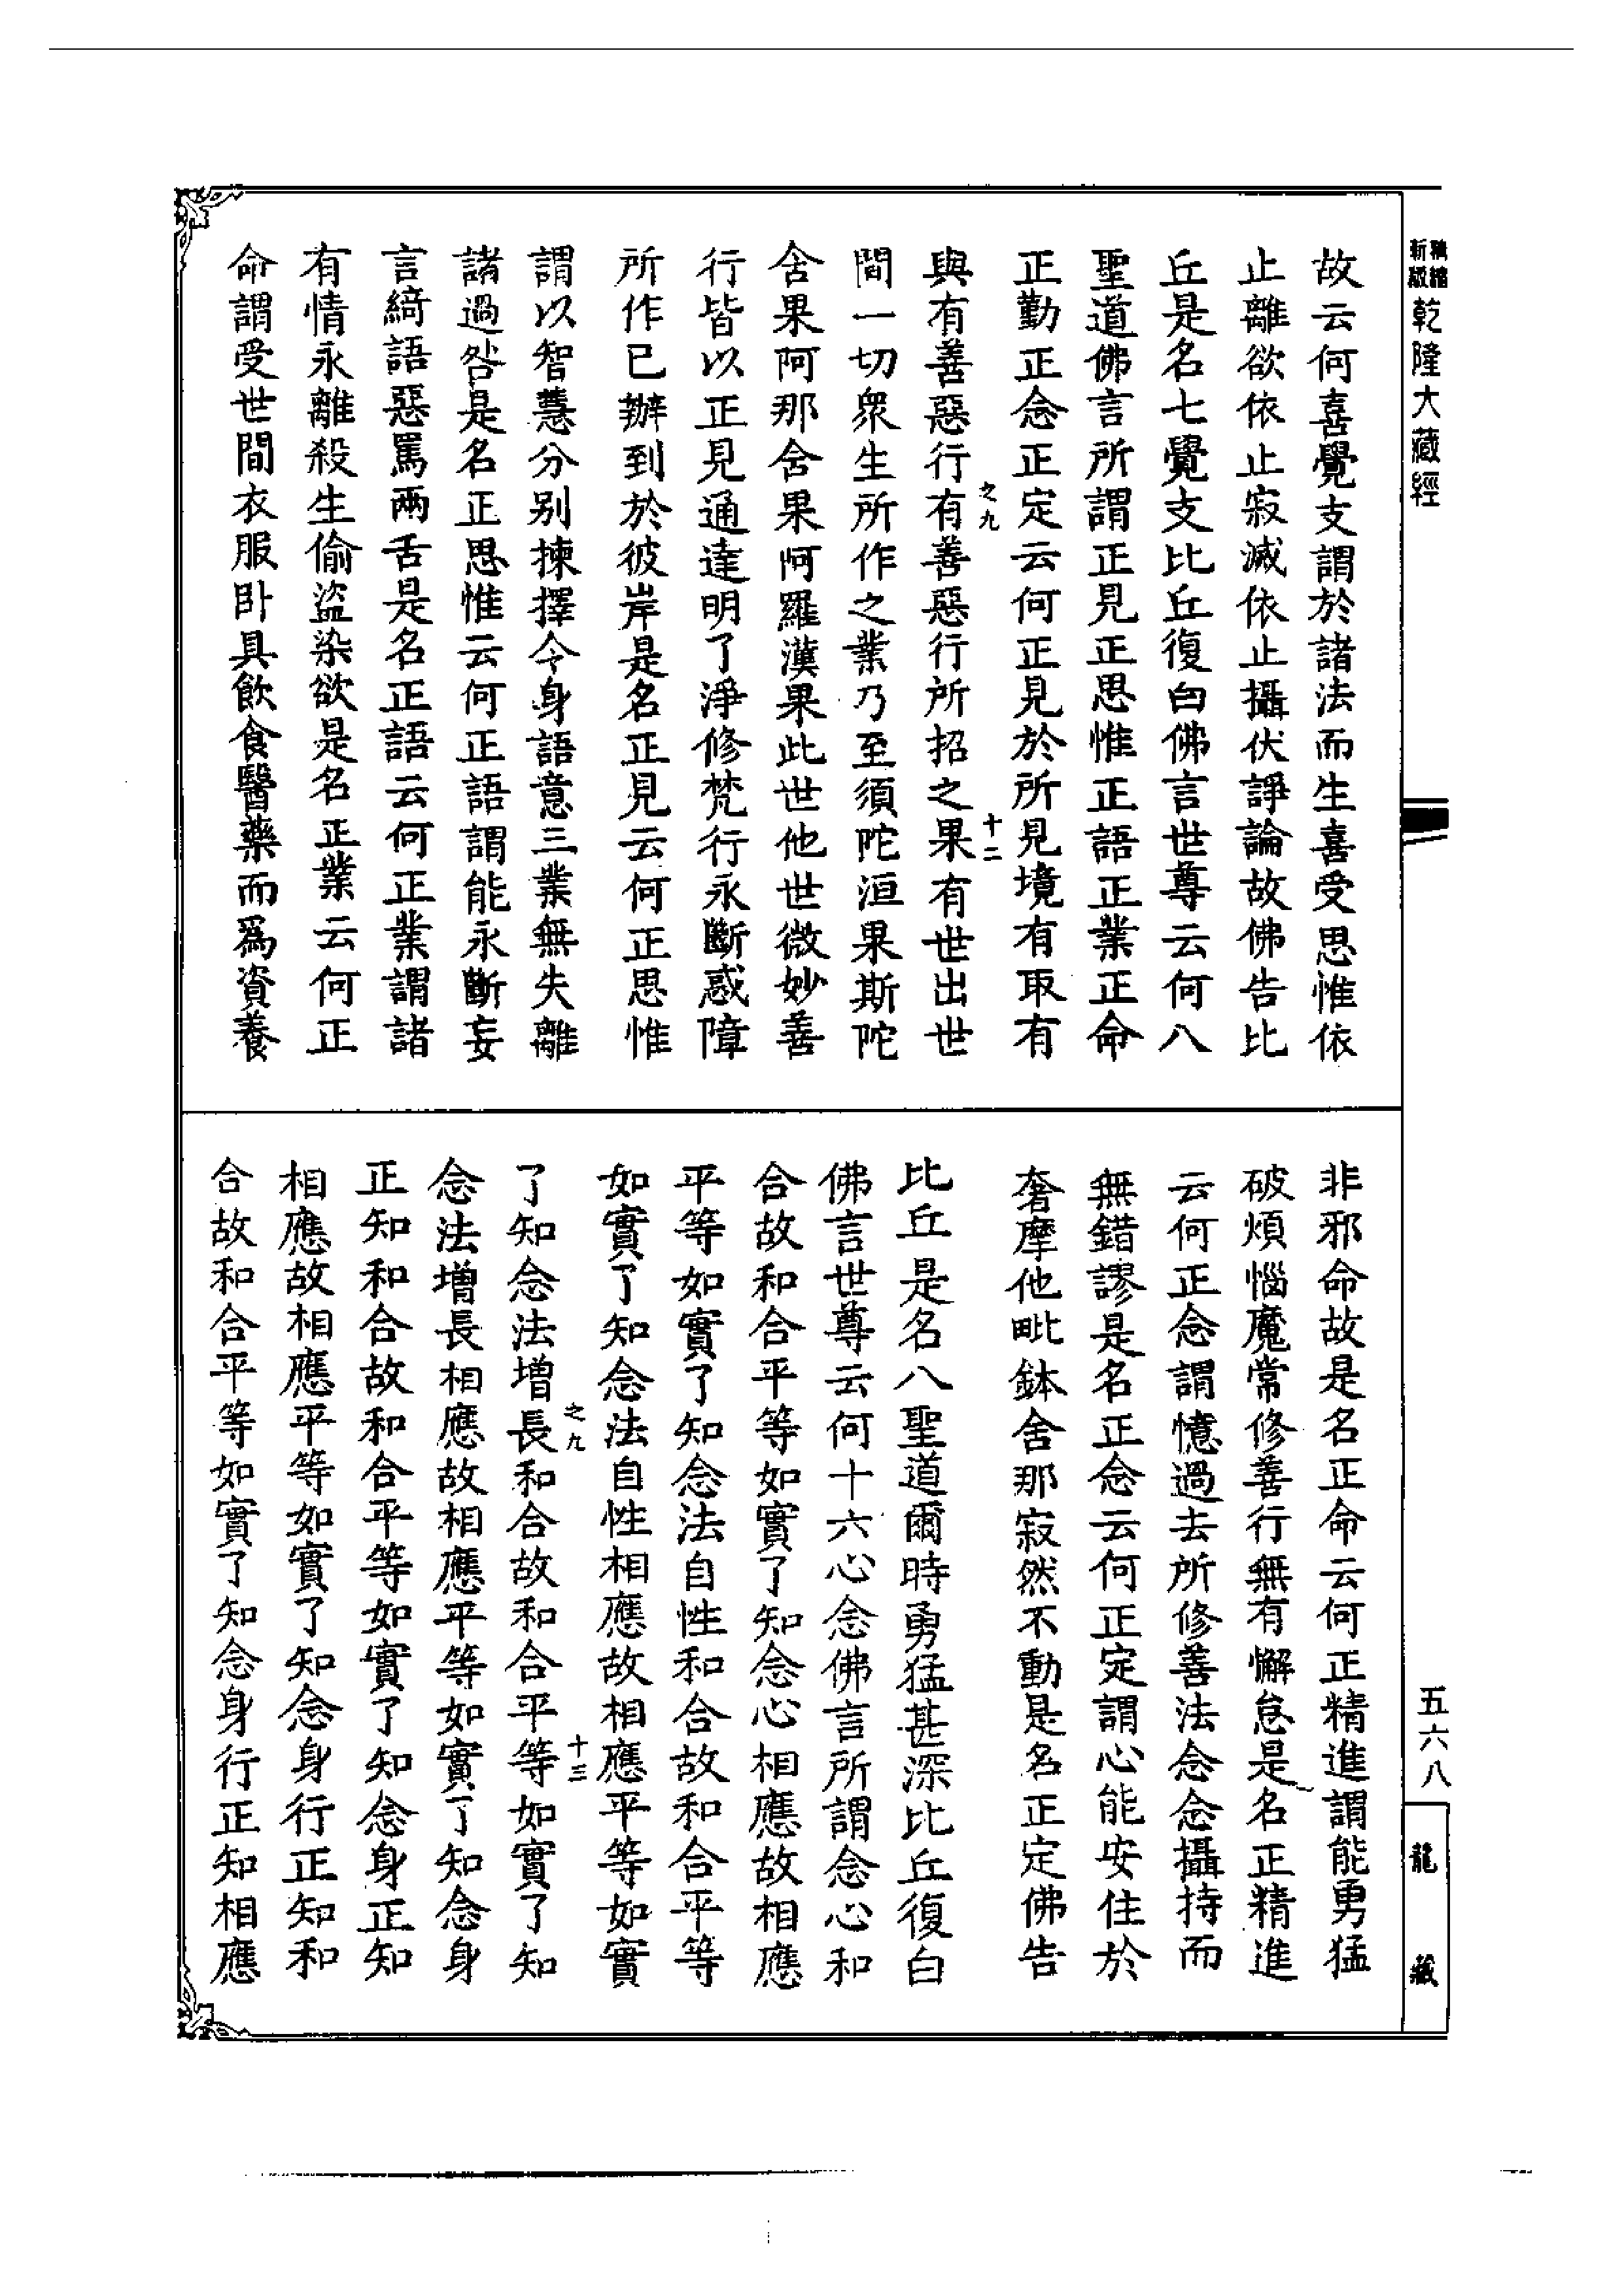 精縮新版乾隆大藏經
故云何喜覺支謂於諸法而生喜受思惟依
止離欲依止寂滅依止攝伏諍論故佛告比
丘是名七覺支比丘復白佛言世尊云何八
聖道佛言所謂正見正思惟正語正業正命
正勤正念正定云何正見於所見境有取有
之九 十二
與有善惡行有善惡行所招之果有世出世
間一切衆生所作之業乃至須陀洹果斯陀
含果阿那含果阿羅漢果此世他世微妙善
行皆以正見通達明了淨修梵行永斷惑障
所作已辦到於彼岸是名正見云何正思惟
謂以智慧分別揀擇令身語意三業無失離
諸過咎是名正思惟云何正語謂能永斷妄
言綺語惡罵兩舌是名正語云何正業謂諸
有情永離殺生偷盜染欲是名正業云何正
命謂受世間衣服卧具飲食醫藥而爲資養
非邪命故是名正命云何正精進謂能勇猛
破煩惱魔常修善行無有懈怠是名正精進
云何正念謂憶過去所修善法念念攝持而
無錯謬是名正念云何正定謂心能安住於
奢摩他毗鉢舍那寂然不動是名正定佛告
比丘是名八聖道爾時勇猛甚深比丘復白
佛言世尊云何十六心念佛言所謂念心和
合故和合平等如實了知念心相應故相應
平等如實了知念法自性和合故和合平等
如實了知念法自性相應故相應平等如實
之九 十三
了知念法增長和合故和合平等如實了知
念法增長相應故相應平等如實了知念身
正知和合故和合平等如實了知念身正知
相應故相應平等如實了知念身行正知和
合故和合平等如實了知念身行正知相應
五六八
龍藏